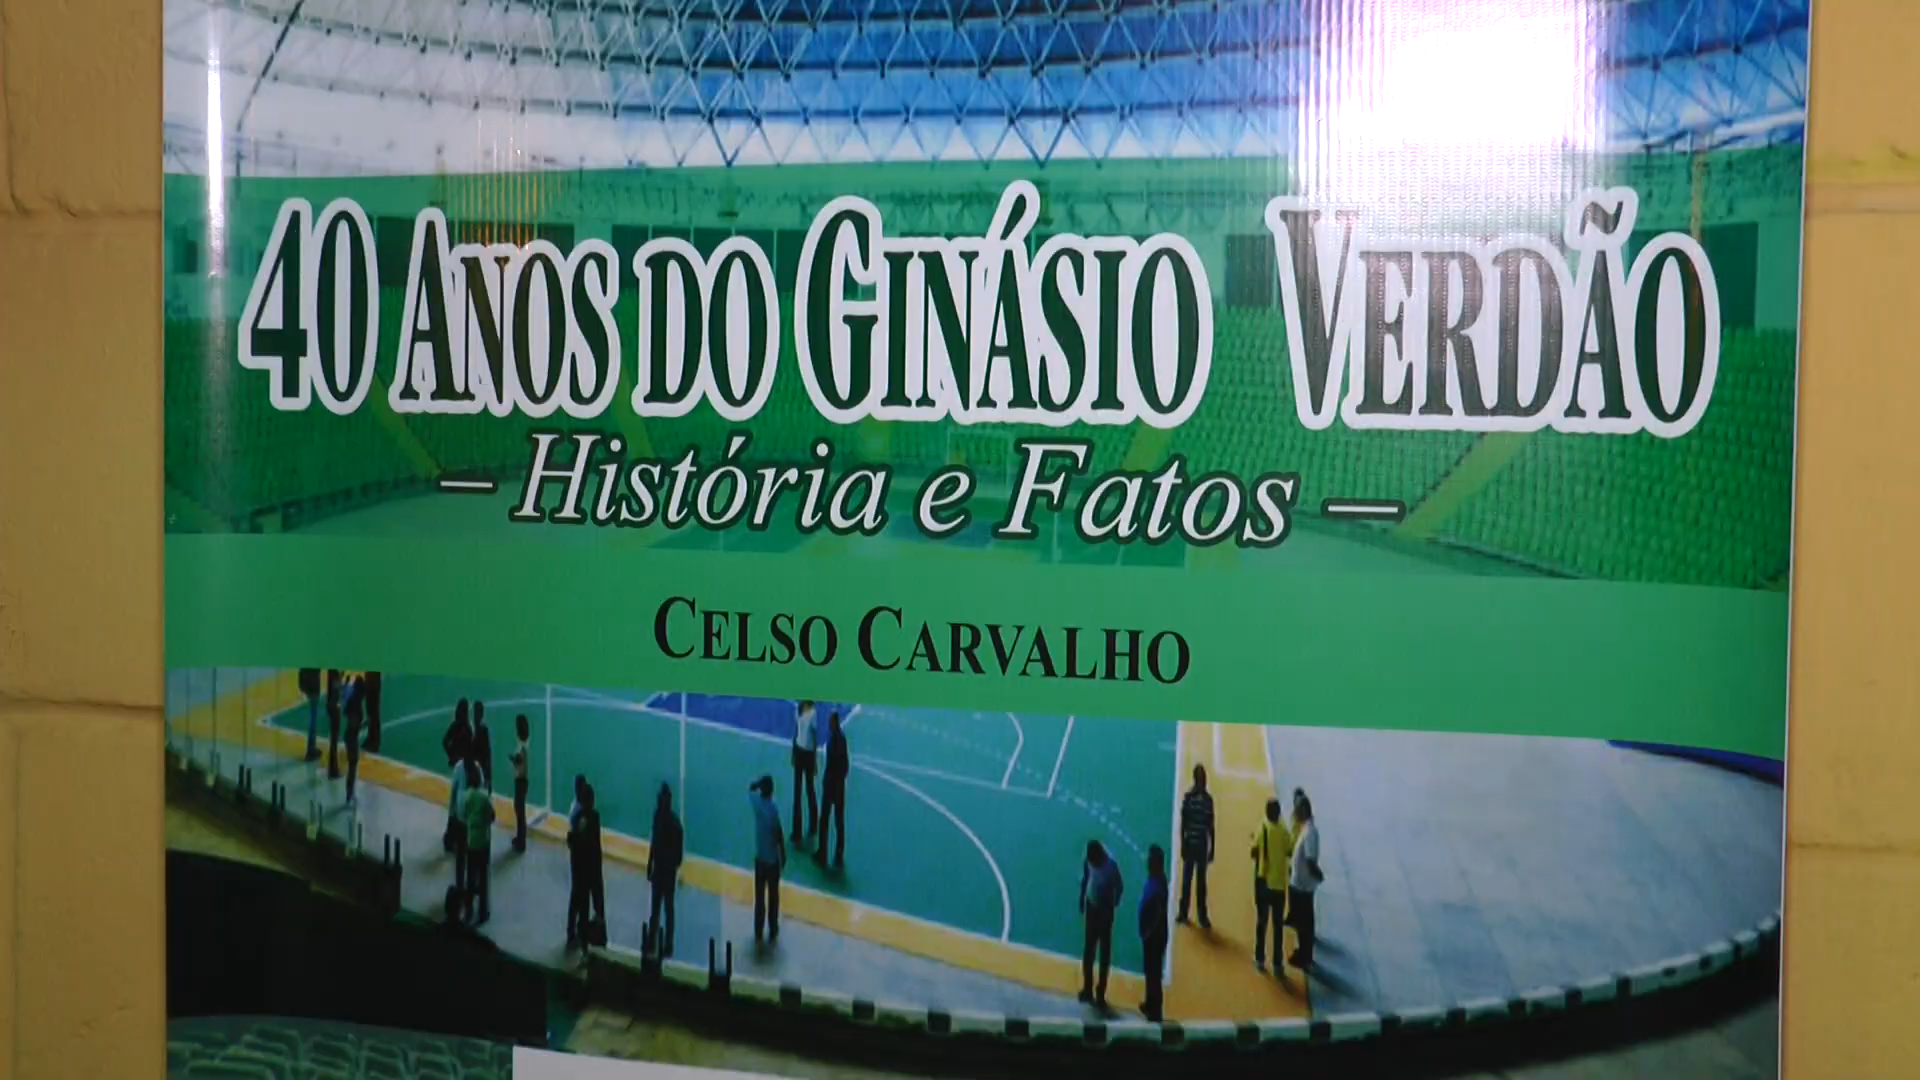 40 ANOS DO GINÁSIO VERDÃO
– História e Fatos –
CELSO CARVALHO